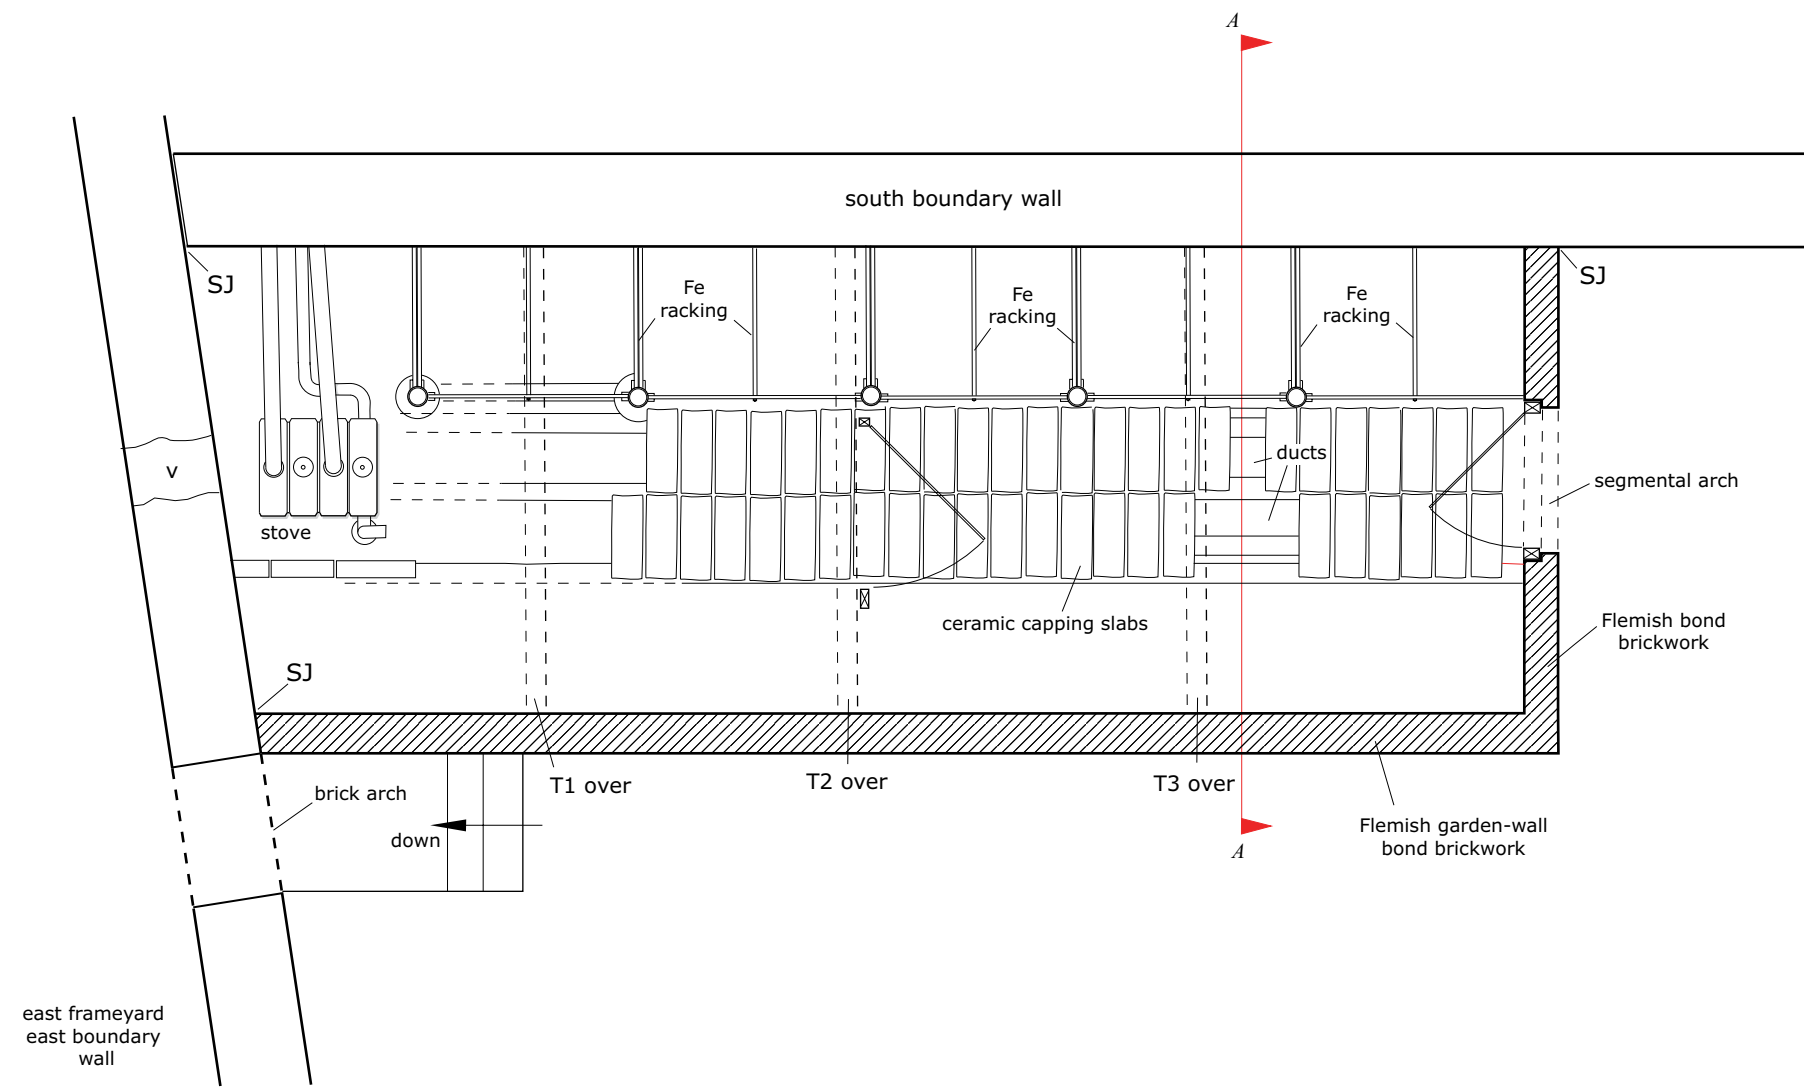 A
south boundary wall
SJ
Fe
racking
Fe
racking
Fe
racking
SJ
ducts
v
segmental arch
stove
ceramic capping slabs
Flemish bond
brickwork
SJ
T1 over
T2 over
T3 over
brick arch
down
Flemish garden-wall
bond brickwork
A
east frameyard
east boundary
wall